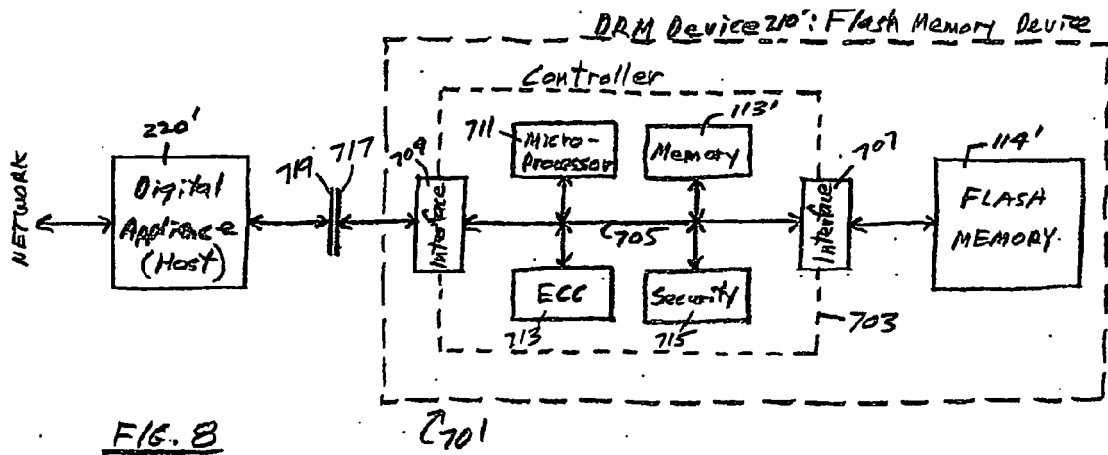 DRM Device 210': Flash Memory Device
Controller
220'
Digital
Appliance
(Host)
NETWORK
719
717
709
Interface
711
Micro-
Processor
113'
Memory
707
Interface
114'
FLASH
MEMORY
705
ECC
713
Security
715
703
701
FIG. 8